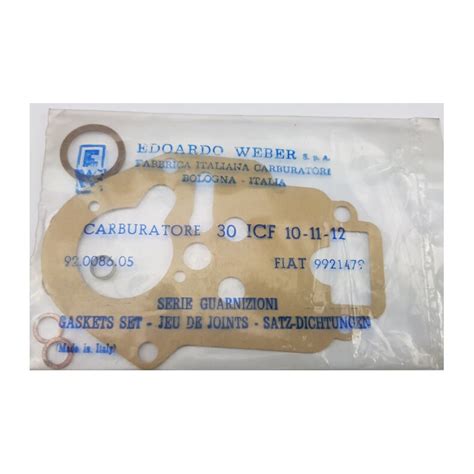 EDOARDO WEBER S.p.A.
FABBRICA ITALIANA CARBURATORI
BOLOGNA - ITALIA
CARBURATORE 30 ICF 10-11-12
92.0086.05 FIAT 9921479
SERIE GUARNIZIONI
GASKETS SET - JEU DE JOINTS - SATZ-DICHTUNGEN
(Made in Italy)